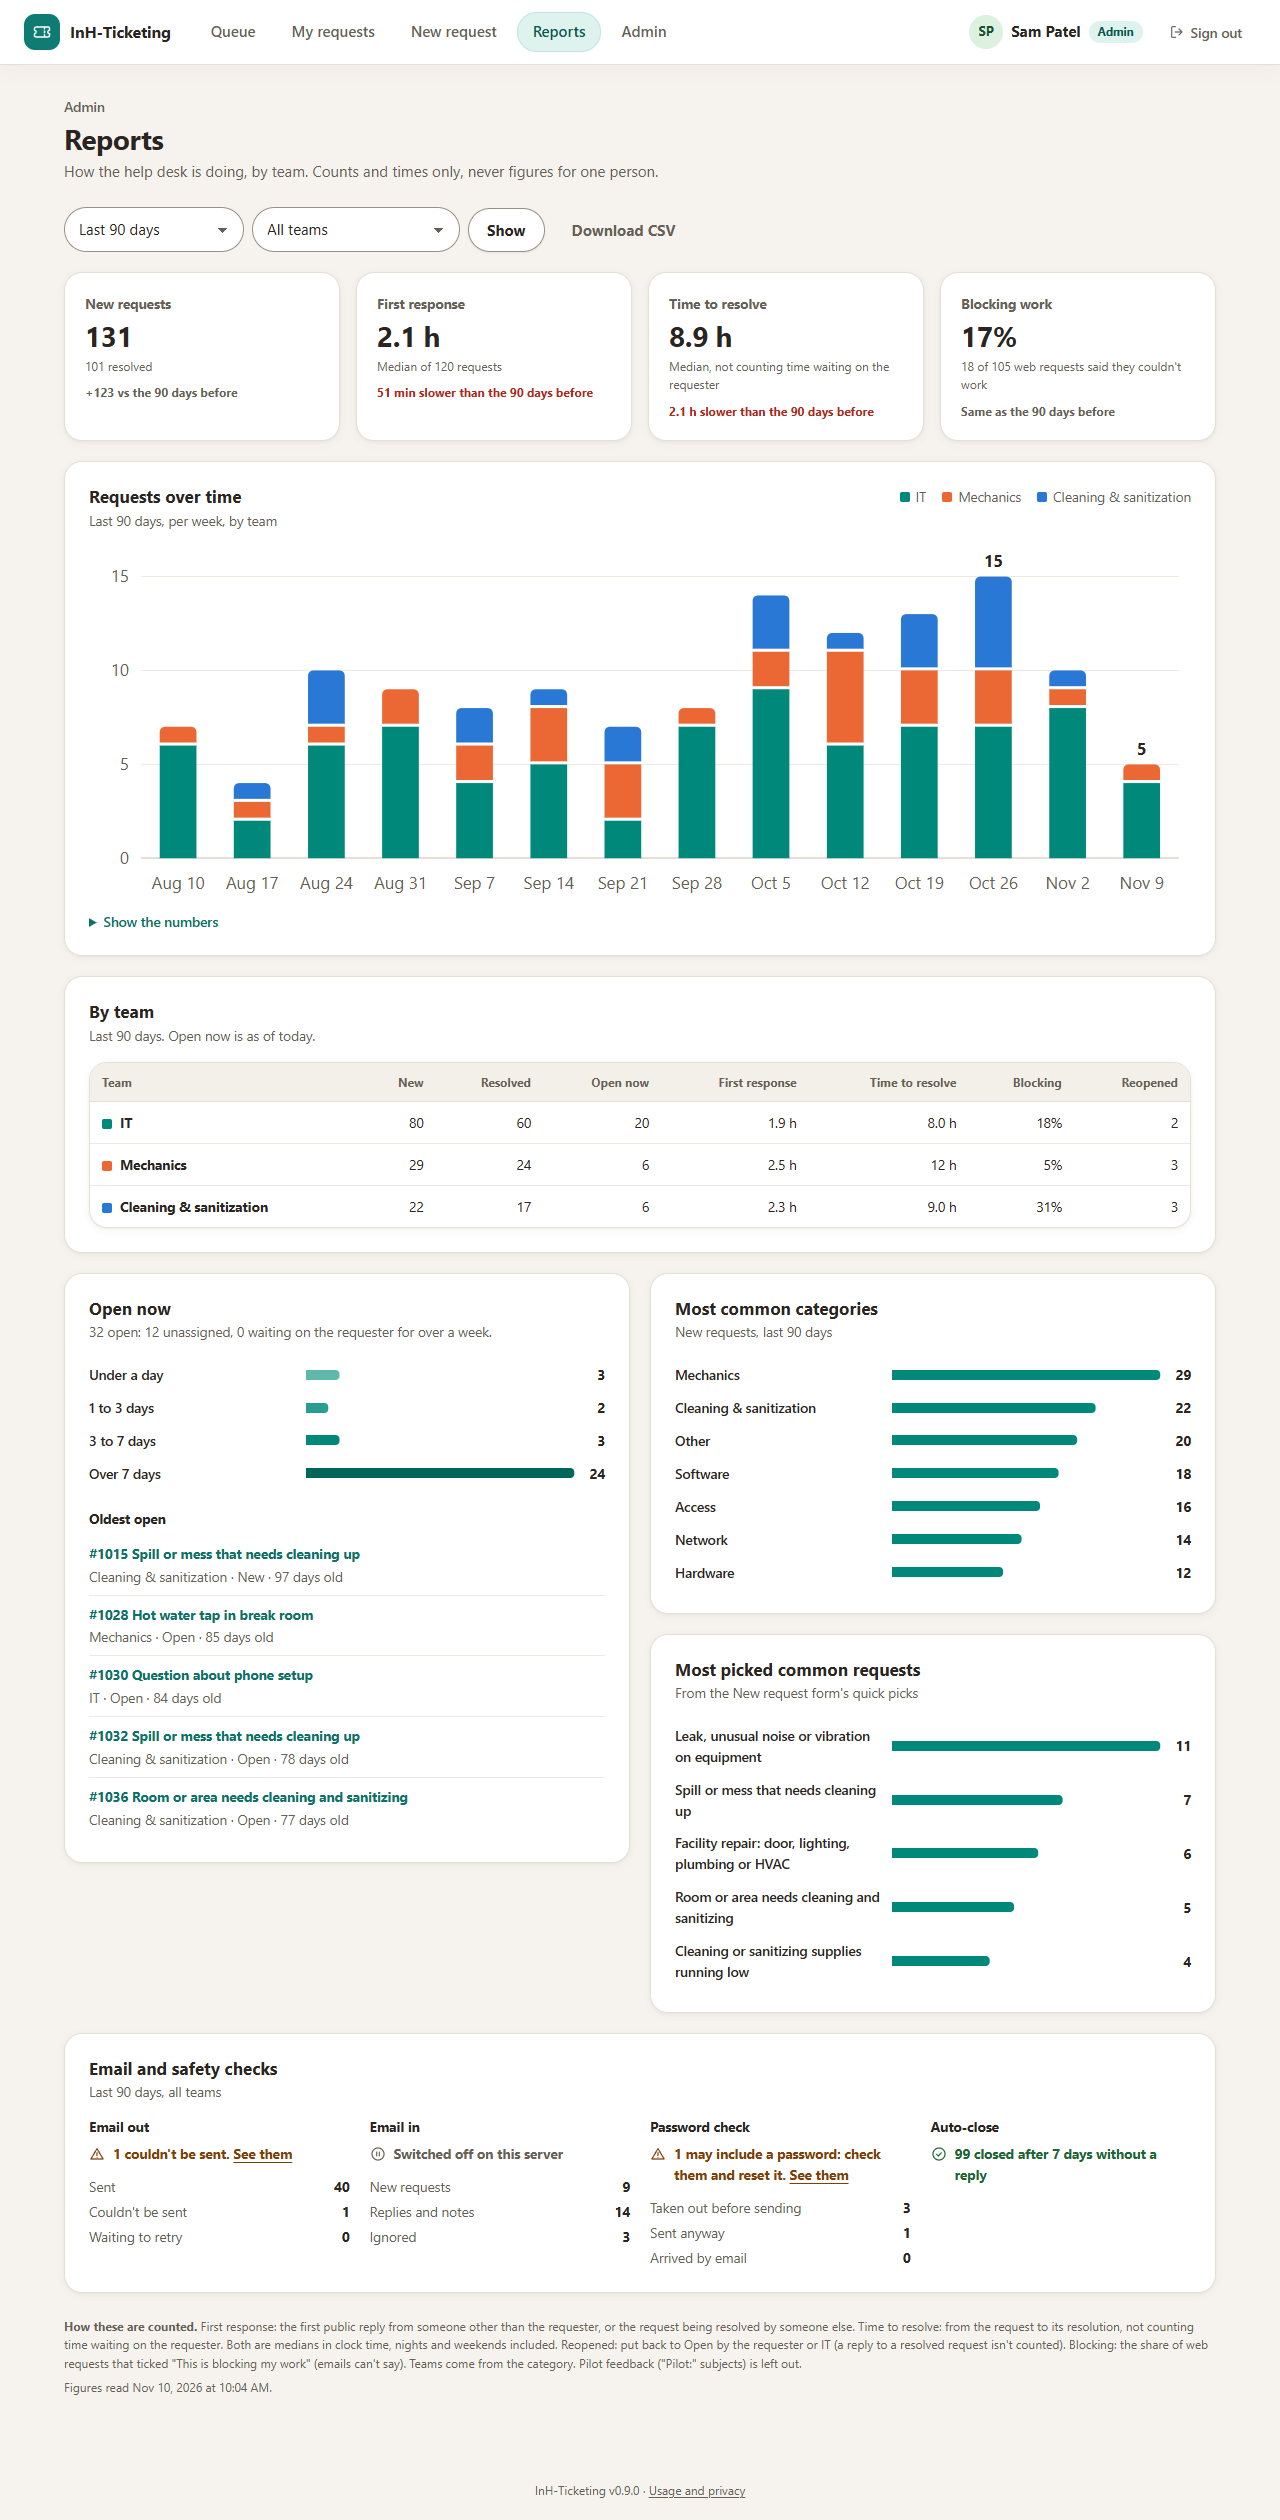 InH-Ticketing
Queue
My requests
New request
Reports
Admin
SP
Sam Patel
Admin
Sign out
Admin
Reports
How the help desk is doing, by team. Counts and times only, never figures for one person.
Last 90 days
All teams
Show
Download CSV
New requests
131
101 resolved
+123 vs the 90 days before
First response
2.1 h
Median of 120 requests
51 min slower than the 90 days before
Time to resolve
8.9 h
Median, not counting time waiting on the
requester
2.1 h slower than the 90 days before
Blocking work
17%
18 of 105 web requests said they couldn't
work
Same as the 90 days before
Requests over time
Last 90 days, per week, by team
IT
Mechanics
Cleaning & sanitization
15
15
10
5
5
0
Aug 10
Aug 17
Aug 24
Aug 31
Sep 7
Sep 14
Sep 21
Sep 28
Oct 5
Oct 12
Oct 19
Oct 26
Nov 2
Nov 9
Show the numbers
By team
Last 90 days. Open now is as of today.
Team New Resolved Open now First response Time to resolve Blocking Reopened
IT 80 60 20 1.9 h 8.0 h 18% 2
Mechanics 29 24 6 2.5 h 12 h 5% 3
Cleaning & sanitization 22 17 6 2.3 h 9.0 h 31% 3
Open now
32 open: 12 unassigned, 0 waiting on the requester for over a week.
Under a day 3
1 to 3 days 2
3 to 7 days 3
Over 7 days 24
Oldest open
#1015 Spill or mess that needs cleaning up
Cleaning & sanitization · New · 97 days old
#1028 Hot water tap in break room
Mechanics · Open · 85 days old
#1030 Question about phone setup
IT · Open · 84 days old
#1032 Spill or mess that needs cleaning up
Cleaning & sanitization · Open · 78 days old
#1036 Room or area needs cleaning and sanitizing
Cleaning & sanitization · Open · 77 days old
Most common categories
New requests, last 90 days
Mechanics 29
Cleaning & sanitization 22
Other 20
Software 18
Access 16
Network 14
Hardware 12
Most picked common requests
From the New request form's quick picks
Leak, unusual noise or vibration
on equipment 11
Spill or mess that needs cleaning
up 7
Facility repair: door, lighting,
plumbing or HVAC 6
Room or area needs cleaning and
sanitizing 5
Cleaning or sanitizing supplies
running low 4
Email and safety checks
Last 90 days, all teams
Email out
1 couldn't be sent. See them
Sent 40
Couldn't be sent 1
Waiting to retry 0
Email in
Switched off on this server
New requests 9
Replies and notes 14
Ignored 3
Password check
1 may include a password: check
them and reset it. See them
Taken out before sending 3
Sent anyway 1
Arrived by email 0
Auto-close
99 closed after 7 days without a
reply
How these are counted. First response: the first public reply from someone other than the requester, or the request being resolved by someone else. Time to resolve: from the request to its resolution, not counting
time waiting on the requester. Both are medians in clock time, nights and weekends included. Reopened: put back to Open by the requester or IT (a reply to a resolved request isn't counted). Blocking: the share of web
requests that ticked "This is blocking my work" (emails can't say). Teams come from the category. Pilot feedback ("Pilot:" subjects) is left out.
Figures read Nov 10, 2026 at 10:04 AM.
InH-Ticketing v0.9.0 · Usage and privacy